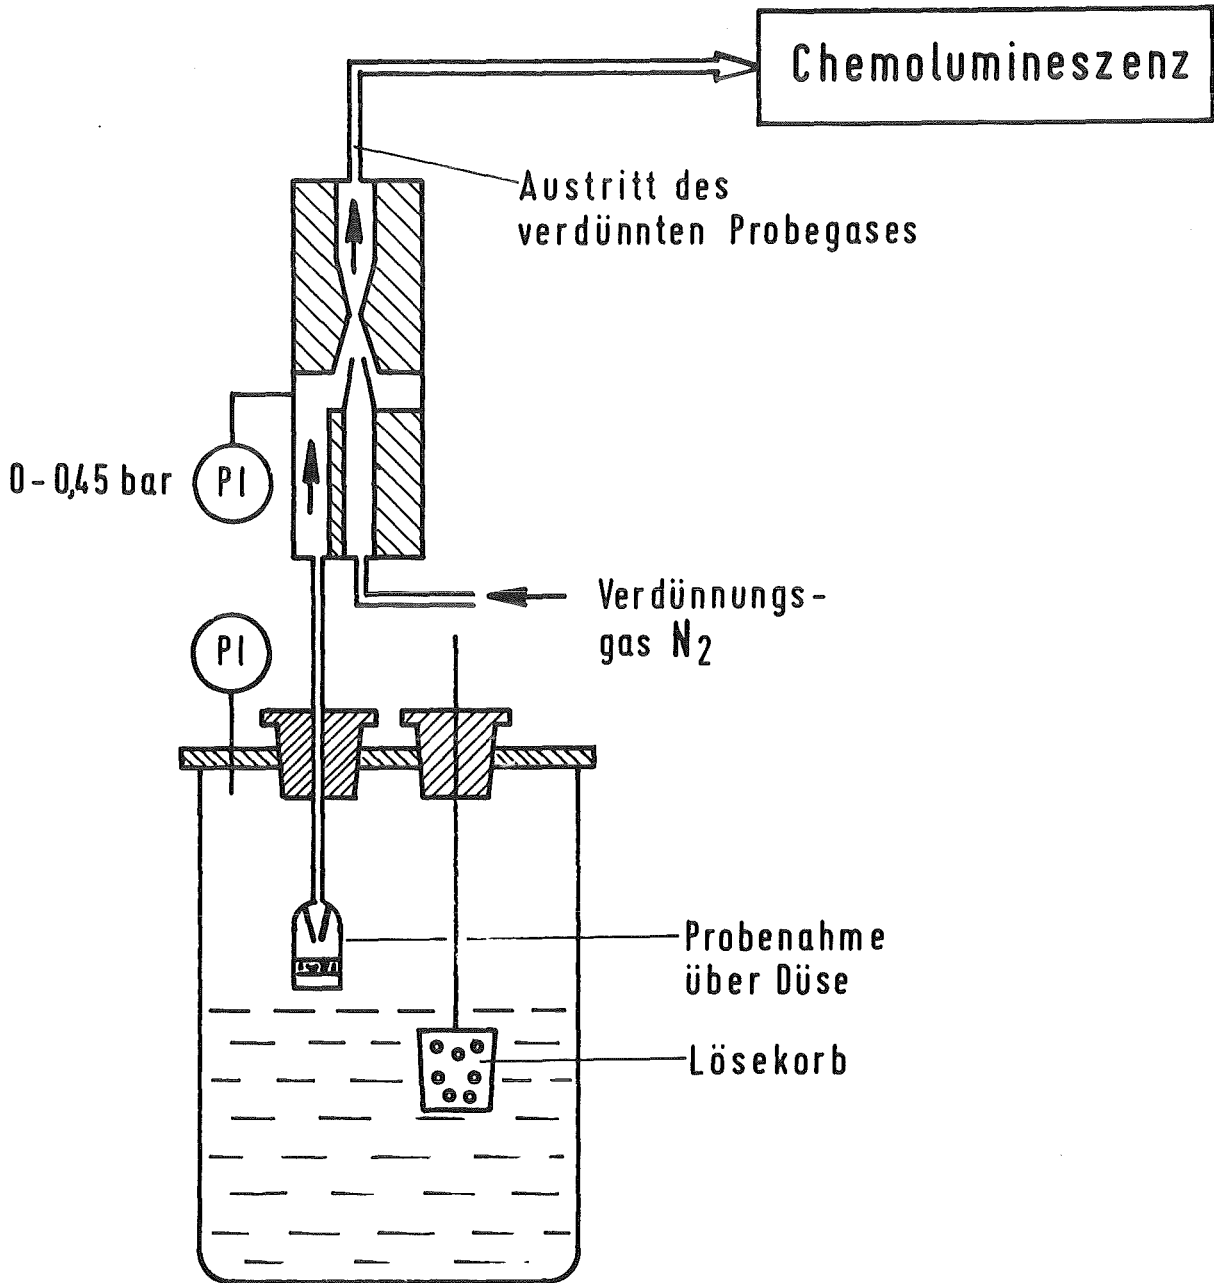 Chemolumineszenz
Austritt des
verdünnten Probegases
0-0,45 bar
PI
Verdünnungs-
gas N₂
PI
Probenahme
über Düse
Lösekorb